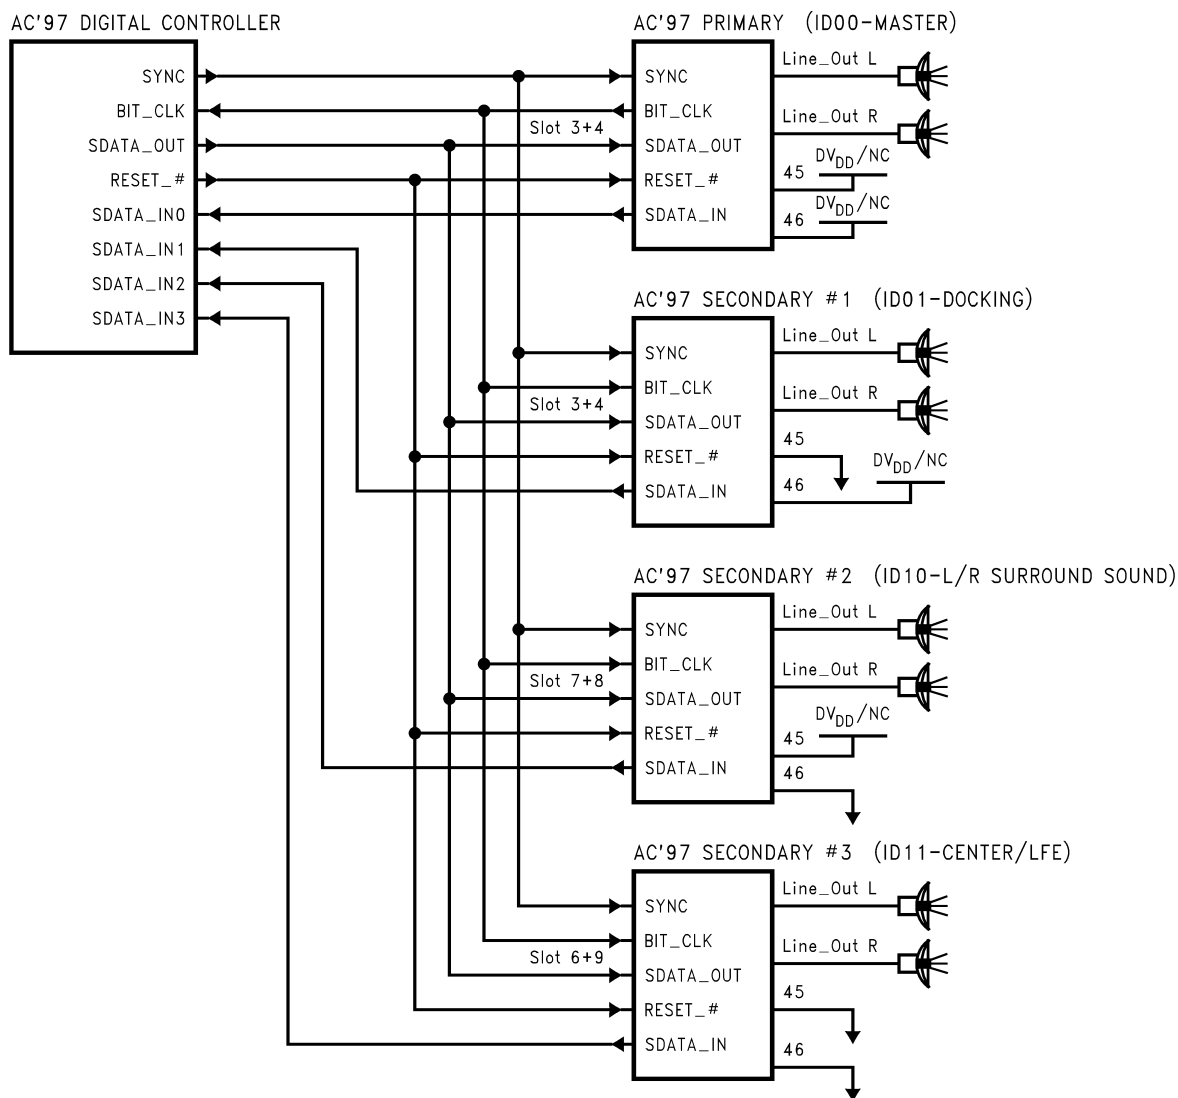 AC'97 DIGITAL CONTROLLER
SYNC
BIT_CLK
SDATA_OUT
RESET_#
SDATA_IN0
SDATA_IN1
SDATA_IN2
SDATA_IN3
AC'97 PRIMARY (ID00-MASTER)
SYNC
BIT_CLK
Slot 3+4
SDATA_OUT
RESET_#
SDATA_IN
Line_Out L
Line_Out R
45
DVDD/NC
46
DVDD/NC
AC'97 SECONDARY #1 (ID01-DOCKING)
SYNC
BIT_CLK
Slot 3+4
SDATA_OUT
RESET_#
SDATA_IN
Line_Out L
Line_Out R
45
46
DVDD/NC
AC'97 SECONDARY #2 (ID10-L/R SURROUND SOUND)
SYNC
BIT_CLK
Slot 7+8
SDATA_OUT
RESET_#
SDATA_IN
Line_Out L
Line_Out R
45
DVDD/NC
46
AC'97 SECONDARY #3 (ID11-CENTER/LFE)
SYNC
BIT_CLK
Slot 6+9
SDATA_OUT
RESET_#
SDATA_IN
Line_Out L
Line_Out R
45
46